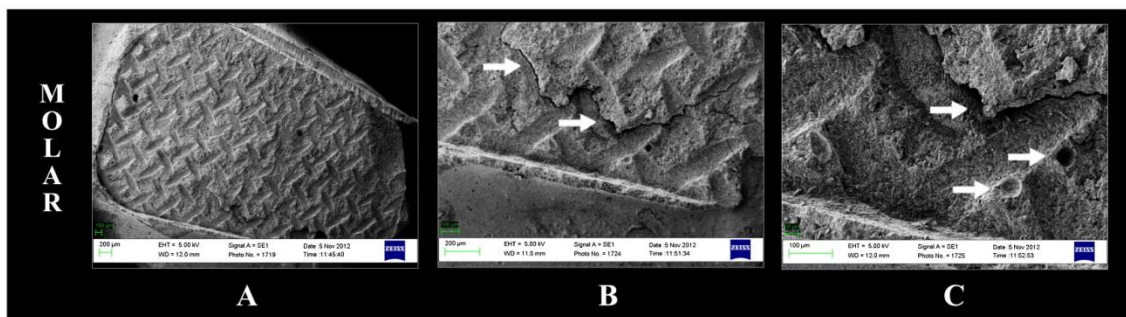 MOLAR
200 µm
EHT = 5.00 kV
Signal A = SE1
Date :5 Nov 2012
WD = 12.0 mm
Photo No. = 1719
Time :11:45:40
ZEISS
A
200 µm
EHT = 5.00 kV
Signal A = SE1
Date :5 Nov 2012
WD = 11.5 mm
Photo No. = 1724
Time :11:51:34
ZEISS
B
100 µm
EHT = 5.00 kV
Signal A = SE1
Date :5 Nov 2012
WD = 12.0 mm
Photo No. = 1725
Time :11:52:53
ZEISS
C